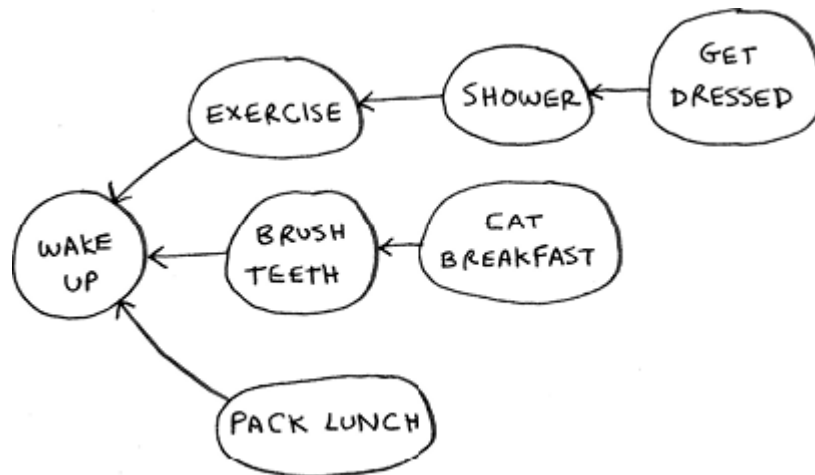 GET
DRESSED
SHOWER
EXERCISE
WAKE
UP
BRUSH
TEETH
CAT
BREAKFAST
PACK LUNCH